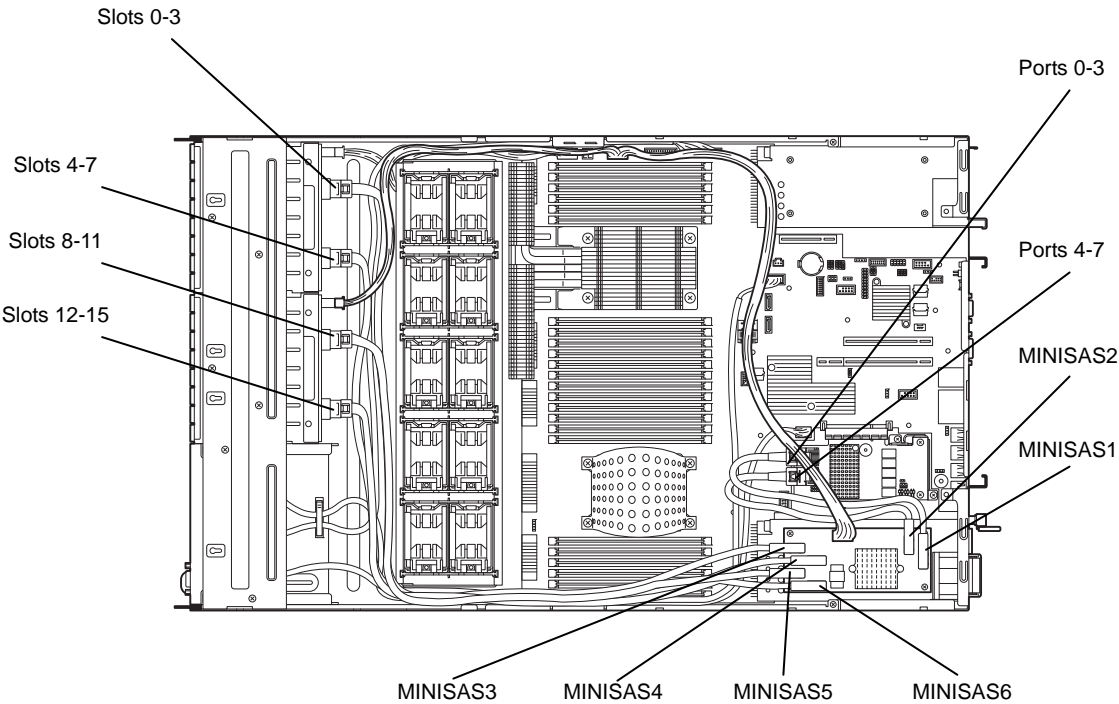 Slots 0-3
Ports 0-3
Slots 4-7
Slots 8-11
Ports 4-7
Slots 12-15
MINISAS2
MINISAS1
MINISAS3
MINISAS4
MINISAS5
MINISAS6